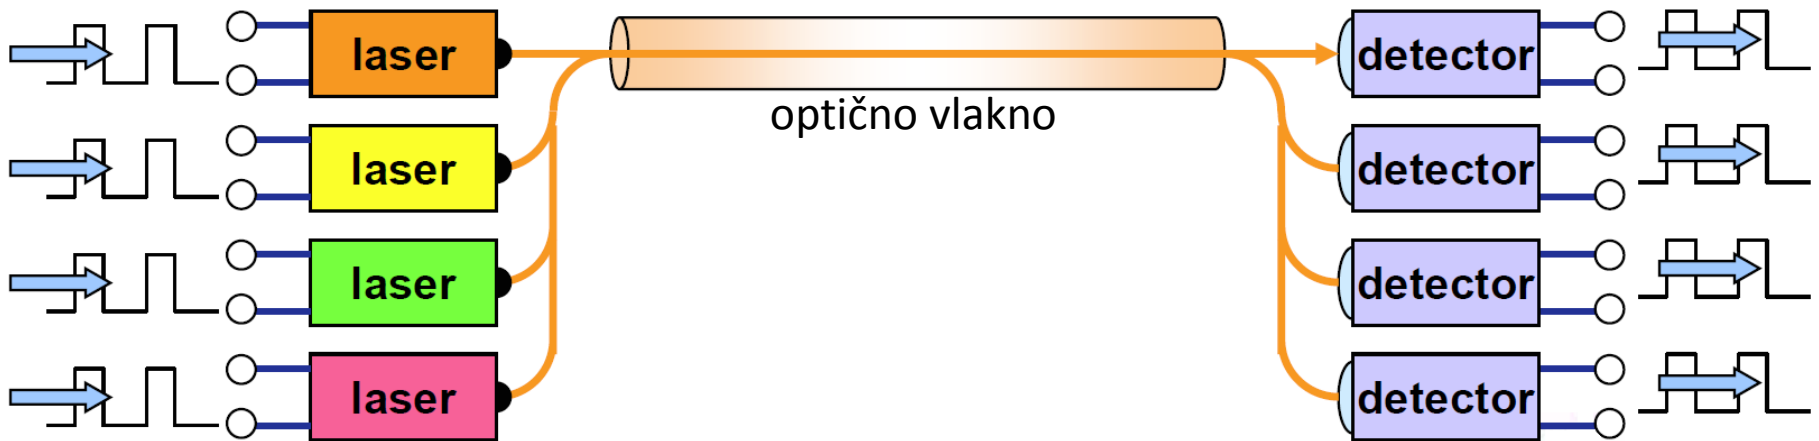 laser
detector
optično vlakno
laser
detector
laser
detector
laser
detector